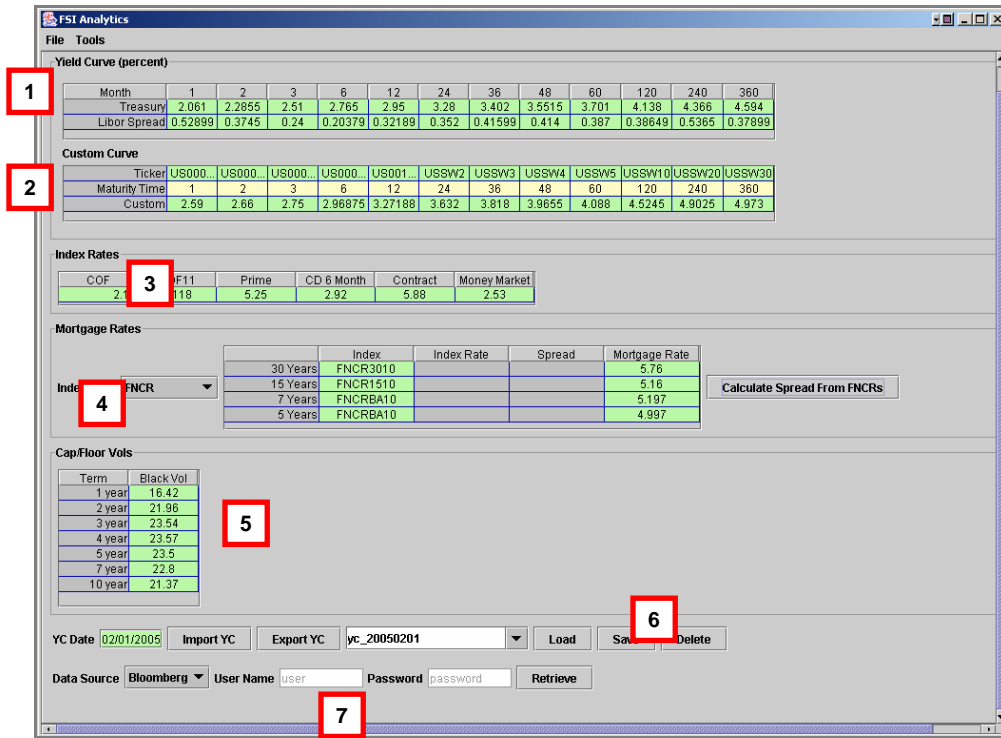 FSI Analytics
File Tools
Yield Curve (percent)
1
Month 1 2 3 6 12 24 36 48 60 120 240 360
Treasury 2.061 2.2855 2.51 2.765 2.95 3.28 3.402 3.5515 3.701 4.138 4.366 4.594
Libor Spread 0.52899 0.3745 0.24 0.20379 0.32189 0.352 0.41599 0.414 0.387 0.38649 0.5365 0.37899
Custom Curve
2
Ticker US000... US000... US000... US000... US001... USSW2 USSW3 USSW4 USSW5 USSW10 USSW20 USSW30
Maturity Time 1 2 3 6 12 24 36 48 60 120 240 360
Custom 2.59 2.66 2.75 2.96875 3.27188 3.632 3.818 3.9655 4.088 4.5245 4.9025 4.973
Index Rates
3
COF Prime CD 6 Month Contract Money Market
5.25 2.92 5.88 2.53
Mortgage Rates
Index Index Rate Spread Mortgage Rate
30 Years FNCR3010 5.76
15 Years FNCR1510 5.16
7 Years FNCRBA10 5.197
5 Years FNCRBA10 4.997
FNCR
Calculate Spread From FNCRs
4
Cap/Floor Vols
Term Black Vol
1 year 16.42
2 year 21.96
3 year 23.54
4 year 23.57
5 year 23.5
7 year 22.8
10 year 21.37
5
6
YC Date 02/01/2005 Import YC Export YC yc_20050201 Load Save Delete
Data Source Bloomberg User Name user Password password Retrieve
7